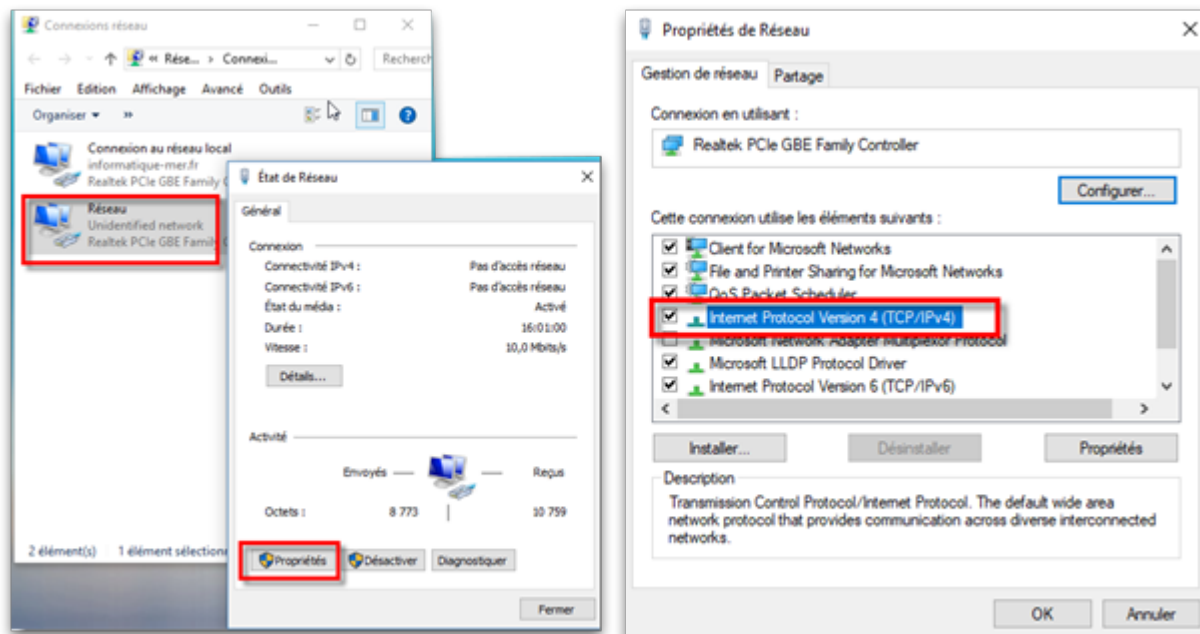 Connexions réseau
« Rése... › Connexi...
Recherch
Fichier Edition Affichage Avancé Outils
Organiser »
Connexion au réseau local
informatique-mer.fr
Realtek PCIe GBE Family C
Réseau
Unidentified network
Realtek PCIe GBE Family
2 élément(s) 1 élément sélectionn
État de Réseau
Général
Connexion
Connectivité IPv4 : Pas d'accès réseau
Connectivité IPv6 : Pas d'accès réseau
État du média : Activé
Durée : 16:01:00
Vitesse : 10,0 Mbits/s
Détails...
Activité
Envoyés Reçus
Octets : 8 773 10 759
Propriétés Désactiver Diagnostiquer
Fermer
Propriétés de Réseau
Gestion de réseau Partage
Connexion en utilisant :
Realtek PCIe GBE Family Controller
Configurer...
Cette connexion utilise les éléments suivants :
Client for Microsoft Networks
File and Printer Sharing for Microsoft Networks
QoS Packet Scheduler
Internet Protocol Version 4 (TCP/IPv4)
Microsoft Network Adapter Multiplexor Protocol
Microsoft LLDP Protocol Driver
Internet Protocol Version 6 (TCP/IPv6)
Installer... Désinstaller Propriétés
Description
Transmission Control Protocol/Internet Protocol. The default wide area
network protocol that provides communication across diverse interconnected
networks.
OK Annuler